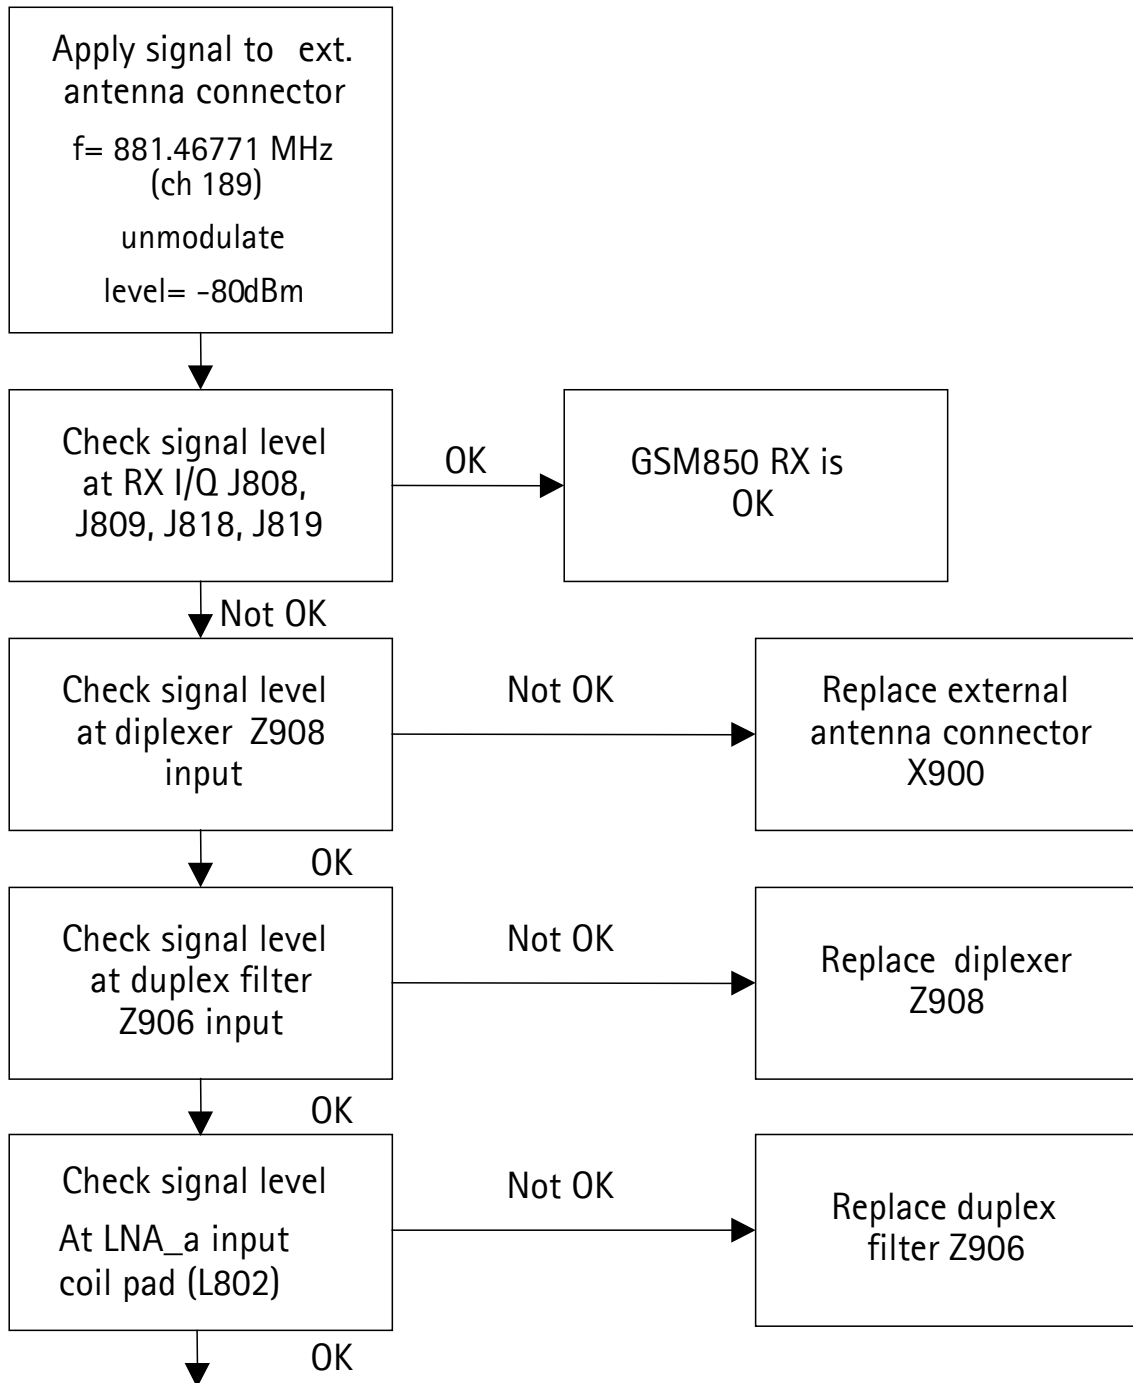 Apply signal to ext.
antenna connector
f= 881.46771 MHz
(ch 189)
unmodulate
level= -80dBm
Check signal level
at RX I/Q J808,
J809, J818, J819
OK
GSM850 RX is
OK
Not OK
Check signal level
at diplexer Z908
input
Not OK
Replace external
antenna connector
X900
OK
Check signal level
at duplex filter
Z906 input
Not OK
Replace diplexer
Z908
OK
Check signal level
At LNA_a input
coil pad (L802)
Not OK
Replace duplex
filter Z906
OK